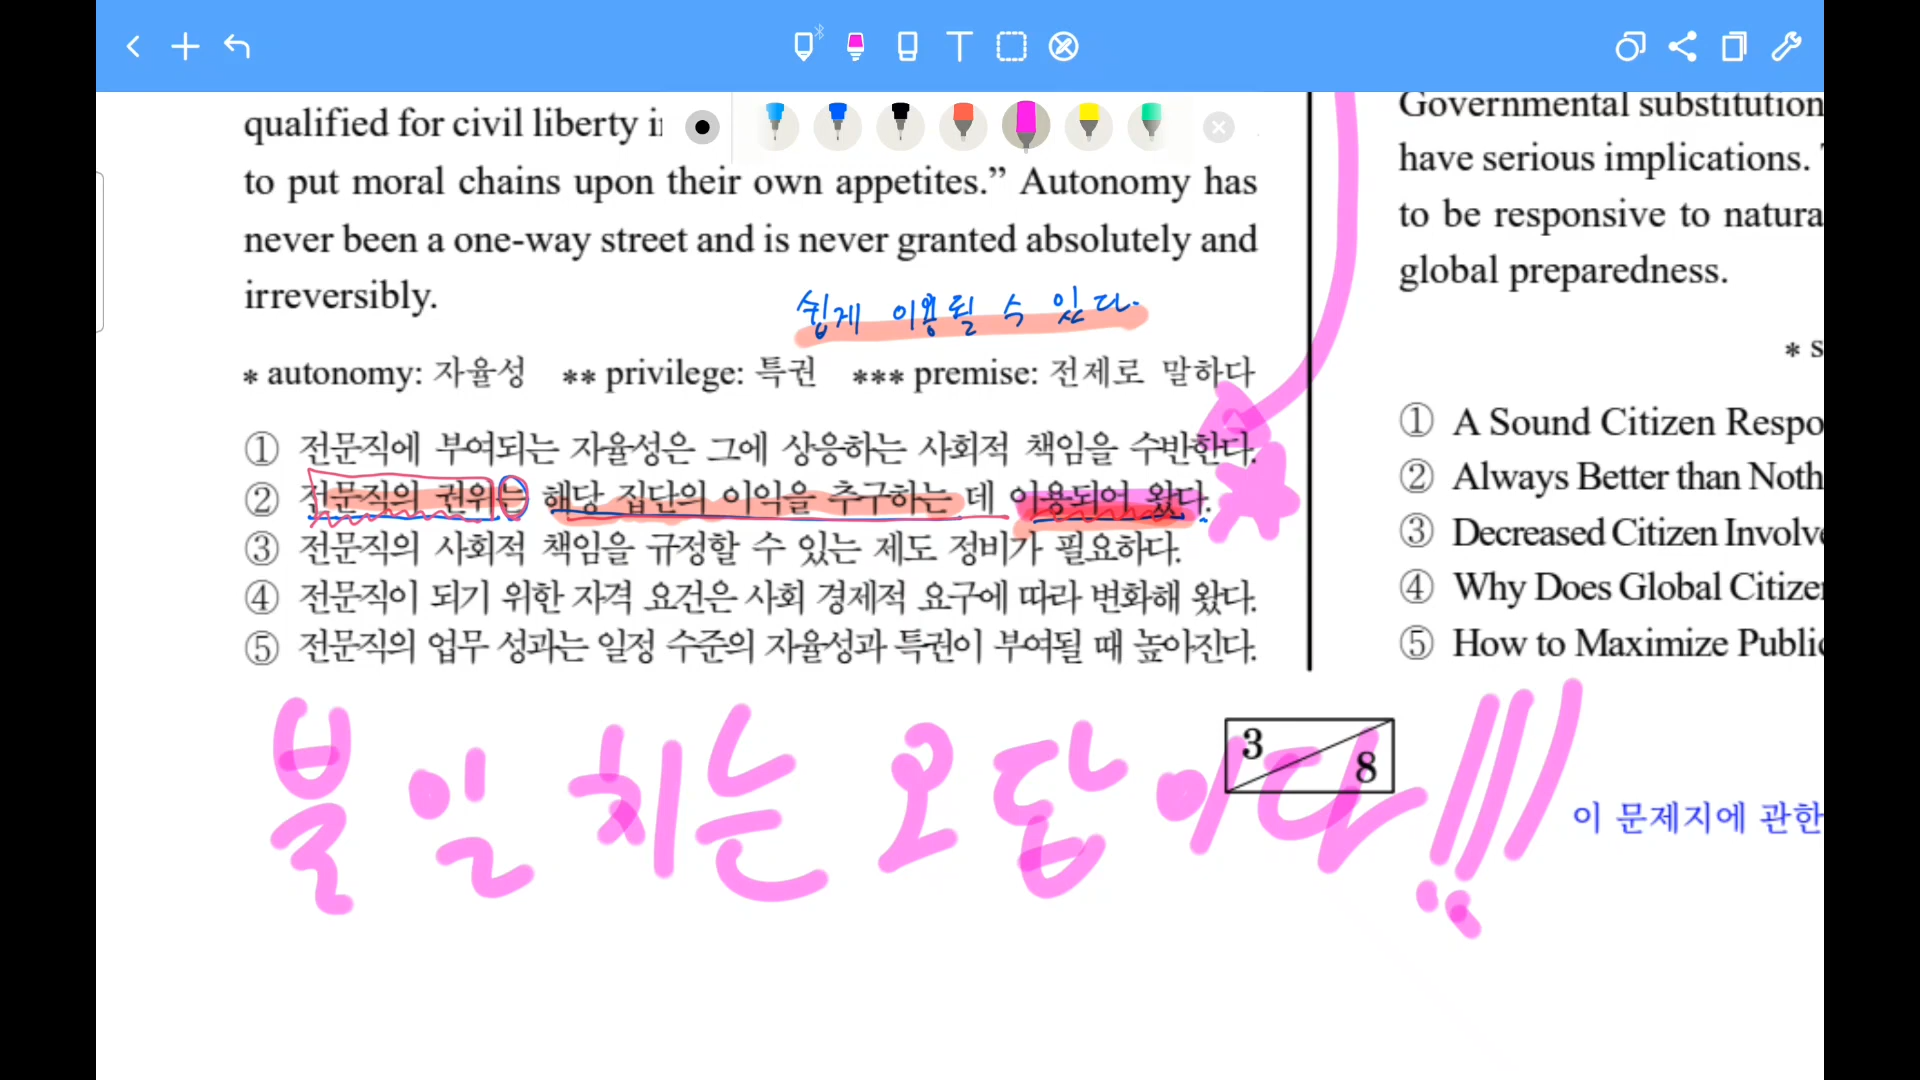 qualified for civil liberty in
to put moral chains upon their own appetites.” Autonomy has
never been a one-way street and is never granted absolutely and
irreversibly.
쉽게 이용될 수 있다.
* autonomy: 자율성 ** privilege: 특권 *** premise: 전제로 말하다
① 전문직에 부여되는 자율성은 그에 상응하는 사회적 책임을 수반한다.
② 전문직의 권위는 해당 집단의 이익을 추구하는 데 이용되어 왔다.
③ 전문직의 사회적 책임을 규정할 수 있는 제도 정비가 필요하다.
④ 전문직이 되기 위한 자격 요건은 사회 경제적 요구에 따라 변화해 왔다.
⑤ 전문직의 업무 성과는 일정 수준의 자율성과 특권이 부여될 때 높아진다.
불일치는 오답이다!!!
3 8
Governmental substitution
have serious implications. T
to be responsive to natura
global preparedness.
* s
① A Sound Citizen Respo
② Always Better than Noth
③ Decreased Citizen Involve
④ Why Does Global Citizen
⑤ How to Maximize Public
이 문제지에 관한